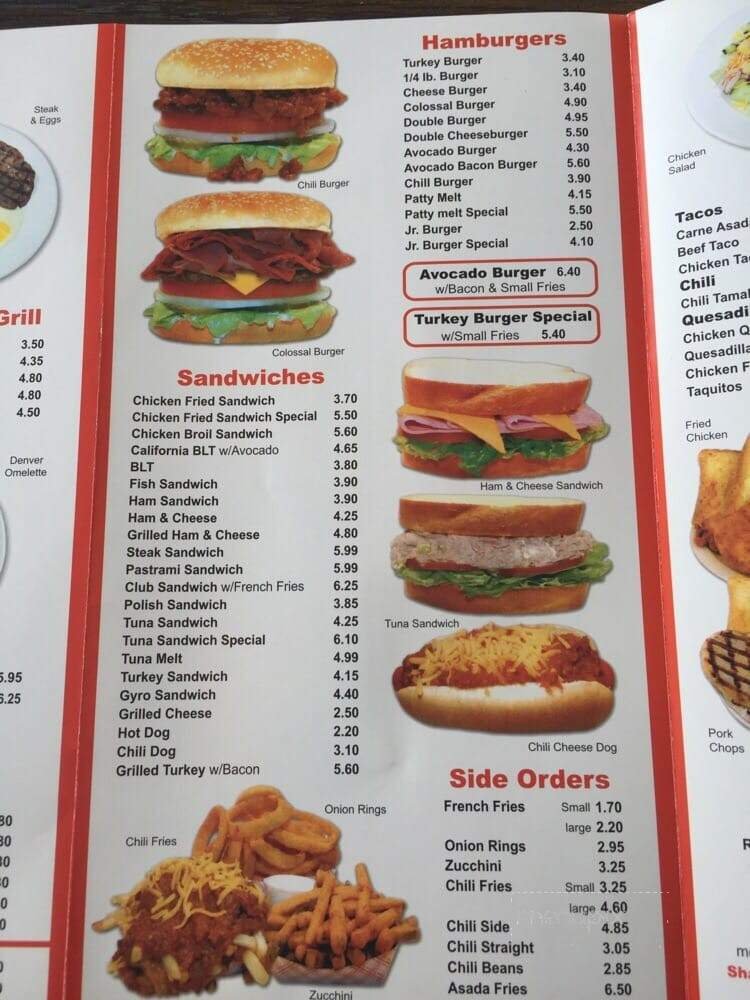 Steak
& Eggs
Grill
3.50
4.35
4.80
4.80
4.50
Denver
Omelette
5.95
6.25
Chili Burger
Colossal Burger
Sandwiches
Chicken Fried Sandwich 3.70
Chicken Fried Sandwich Special 5.50
Chicken Broil Sandwich 5.60
California BLT w/Avocado 4.65
BLT 3.80
Fish Sandwich 3.90
Ham Sandwich 3.90
Ham & Cheese 4.25
Grilled Ham & Cheese 4.80
Steak Sandwich 5.99
Pastrami Sandwich 5.99
Club Sandwich w/French Fries 6.25
Polish Sandwich 3.85
Tuna Sandwich 4.25
Tuna Sandwich Special 6.10
Tuna Melt 4.99
Turkey Sandwich 4.15
Gyro Sandwich 4.40
Grilled Cheese 2.50
Hot Dog 2.20
Chili Dog 3.10
Grilled Turkey w/Bacon 5.60
Onion Rings
Chili Fries
Zucchini
Hamburgers
Turkey Burger 3.40
1/4 lb. Burger 3.10
Cheese Burger 3.40
Colossal Burger 4.90
Double Burger 4.95
Double Cheeseburger 5.50
Avocado Burger 4.30
Avocado Bacon Burger 5.60
Chill Burger 3.90
Patty Melt 4.15
Patty melt Special 5.50
Jr. Burger 2.50
Jr. Burger Special 4.10
Avocado Burger 6.40
w/Bacon & Small Fries
Turkey Burger Special
w/Small Fries 5.40
Ham & Cheese Sandwich
Tuna Sandwich
Chili Cheese Dog
Side Orders
French Fries Small 1.70
large 2.20
Onion Rings 2.95
Zucchini 3.25
Chili Fries Small 3.25
large 4.60
Chili Side 4.85
Chili Straight 3.05
Chili Beans 2.85
Asada Fries 6.50
Chicken
Salad
Tacos
Carne Asada
Beef Taco
Chicken Ta
Chili
Chili Tamal
Quesadi
Chicken Q
Quesadilla
Chicken F
Taquitos
Fried
Chicken
Pork
Chops